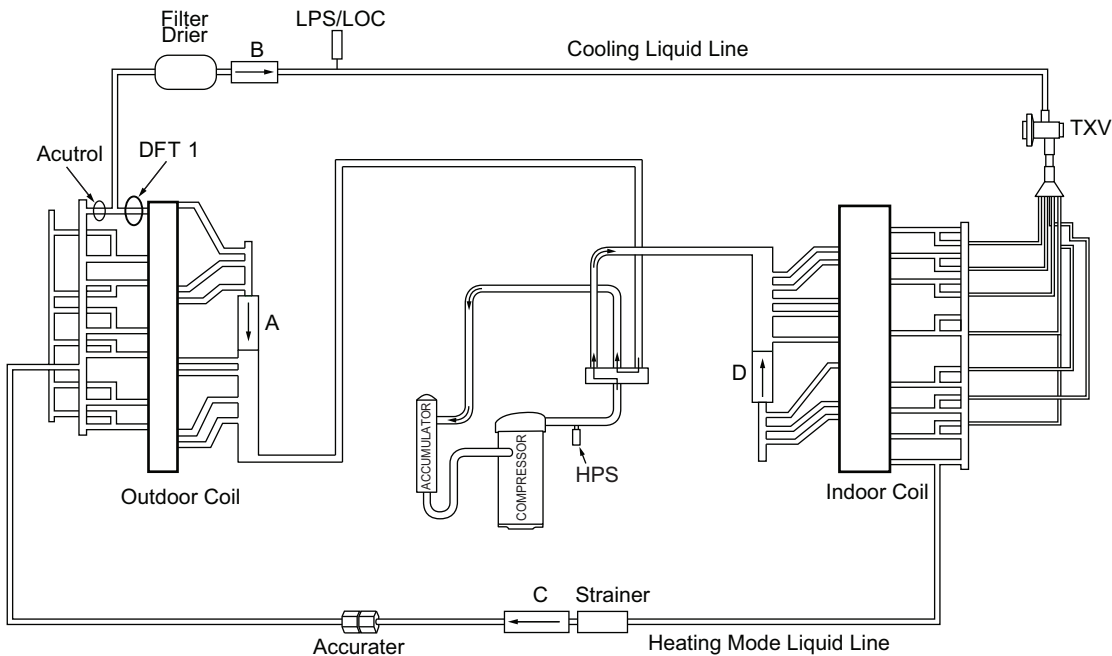 Filter
Drier
LPS/LOC
B
Cooling Liquid Line
TXV
Acutrol
DFT 1
A
D
ACCUMULATOR
COMPRESSOR
HPS
Outdoor Coil
Indoor Coil
C
Strainer
Accurater
Heating Mode Liquid Line